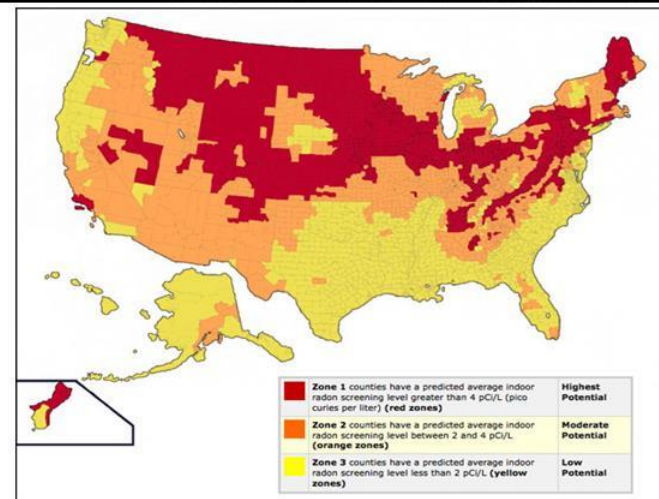 Zone 1 counties have a predicted average indoor
radon screening level greater than 4 pCi/L (pico
curies per liter) (red zones)
Highest
Potential
Zone 2 counties have a predicted average indoor
radon screening level between 2 and 4 pCi/L
(orange zones)
Moderate
Potential
Zone 3 counties have a predicted average indoor
radon screening level less than 2 pCi/L (yellow
zones)
Low
Potential